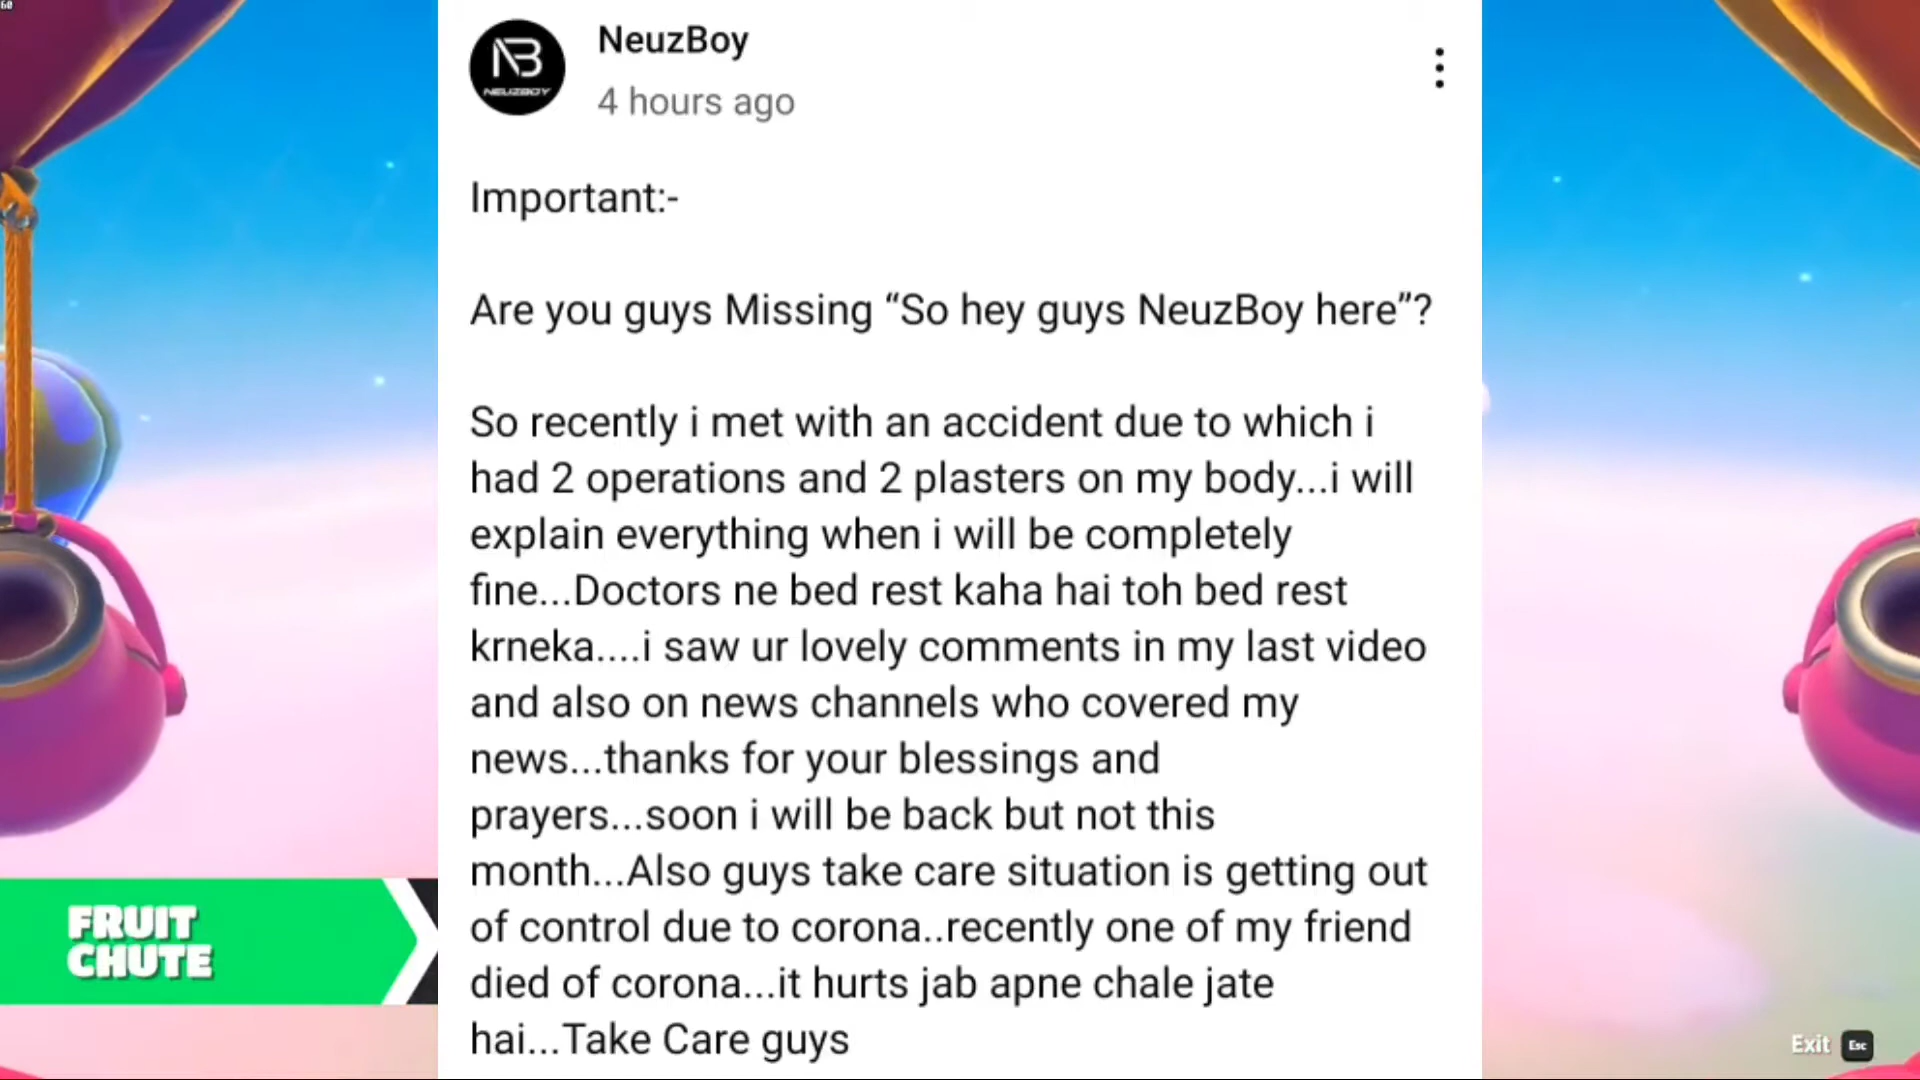 60
NeuzBoy
NB
NEUZBOY
4 hours ago
Important:-
Are you guys Missing “So hey guys NeuzBoy here”?
So recently i met with an accident due to which i
had 2 operations and 2 plasters on my body...i will
explain everything when i will be completely
fine...Doctors ne bed rest kaha hai toh bed rest
krneka....i saw ur lovely comments in my last video
and also on news channels who covered my
news...thanks for your blessings and
prayers...soon i will be back but not this
month...Also guys take care situation is getting out
of control due to corona..recently one of my friend
died of corona...it hurts jab apne chale jate
hai...Take Care guys
FRUIT
CHUTE
Exit Esc